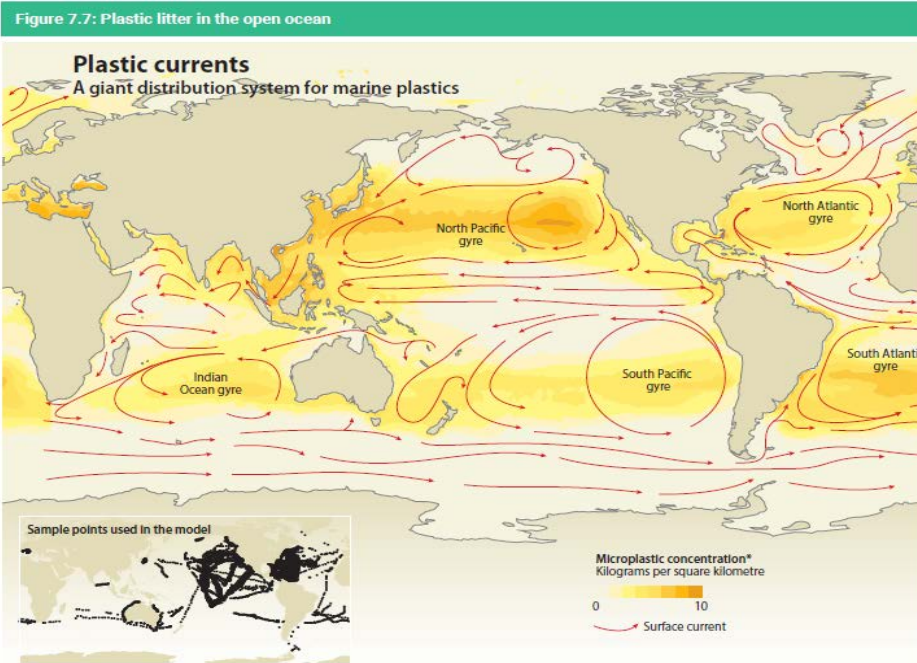 Figure 7.7: Plastic litter in the open ocean
Plastic currents
A giant distribution system for marine plastics
North Pacific
gyre
North Atlantic
gyre
Indian
Ocean gyre
South Pacific
gyre
South Atlanti
gyre
Sample points used in the model
Microplastic concentration*
Kilograms per square kilometre
0
10
Surface current